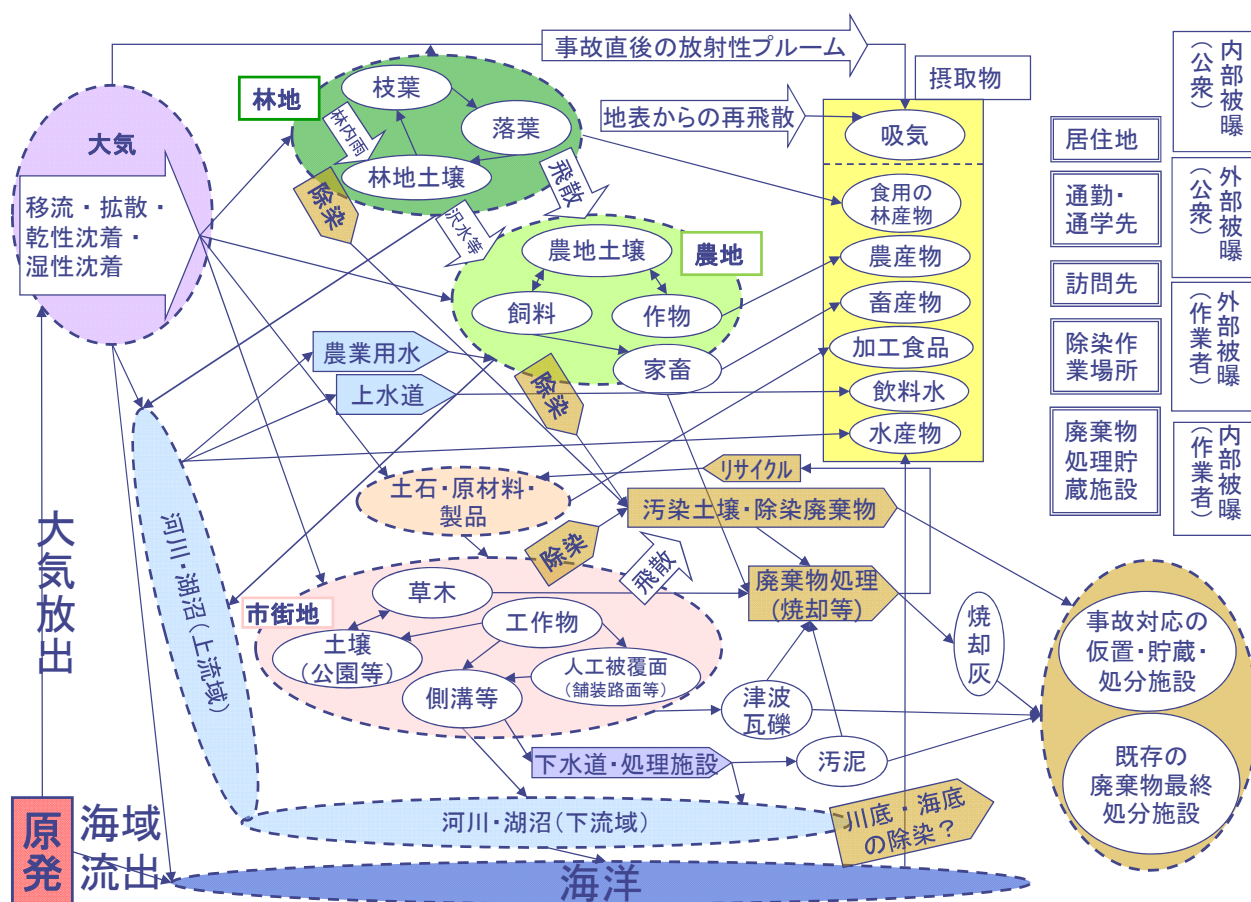 事故直後の放射性プルーム
摂取物
内部被曝
(公衆)
林地
枝葉
落葉
林内雨
林地土壌
地表からの再飛散
吸気
居住地
大気
移流・拡散・
乾性沈着・
湿性沈着
除染
飛散
沢水等
食用の
林産物
通勤・
通学先
外部被曝
(公衆)
農地土壌
農地
農産物
飼料
作物
畜産物
訪問先
農業用水
家畜
加工食品
除染作
業場所
外部被曝
(作業者)
上水道
除染
飲料水
水産物
廃棄物
処理貯
蔵施設
内部被曝
(作業者)
リサイクル
土石・原材料・
製品
汚染土壌・除染廃棄物
河川・湖沼(上流域)
大気放出
除染
飛散
廃棄物処理
(焼却等)
市街地
草木
工作物
土壌
(公園等)
人工被覆面
(舗装路面等)
側溝等
焼却灰
事故対応の
仮置・貯蔵・
処分施設
津波
瓦礫
下水道・処理施設
汚泥
既存の
廃棄物最終
処分施設
河川・湖沼(下流域)
川底・海底
の除染?
原発
海域
流出
海洋